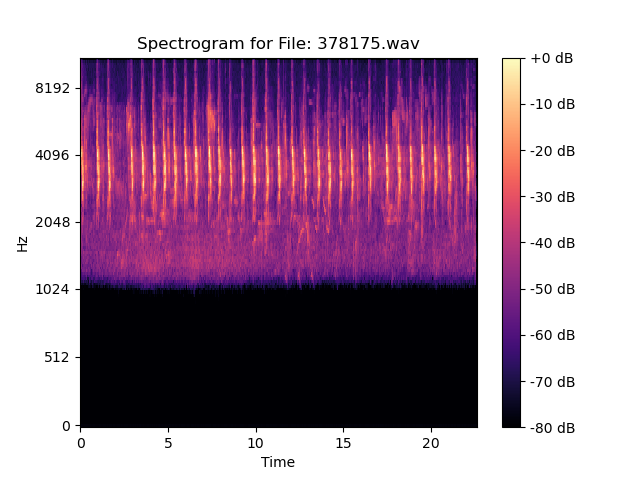 Spectrogram for File: 378175.wav
8192
4096
2048
1024
512
0
Hz
0
5
10
15
20
Time
+0 dB
-10 dB
-20 dB
-30 dB
-40 dB
-50 dB
-60 dB
-70 dB
-80 dB